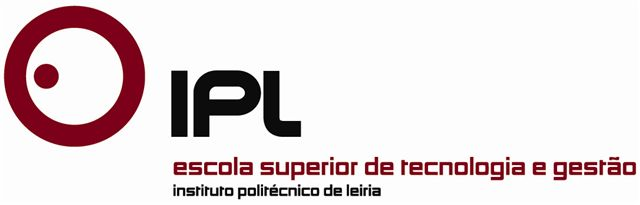 IPL
escola superior de tecnologia e gestão
instituto politécnico de leiria